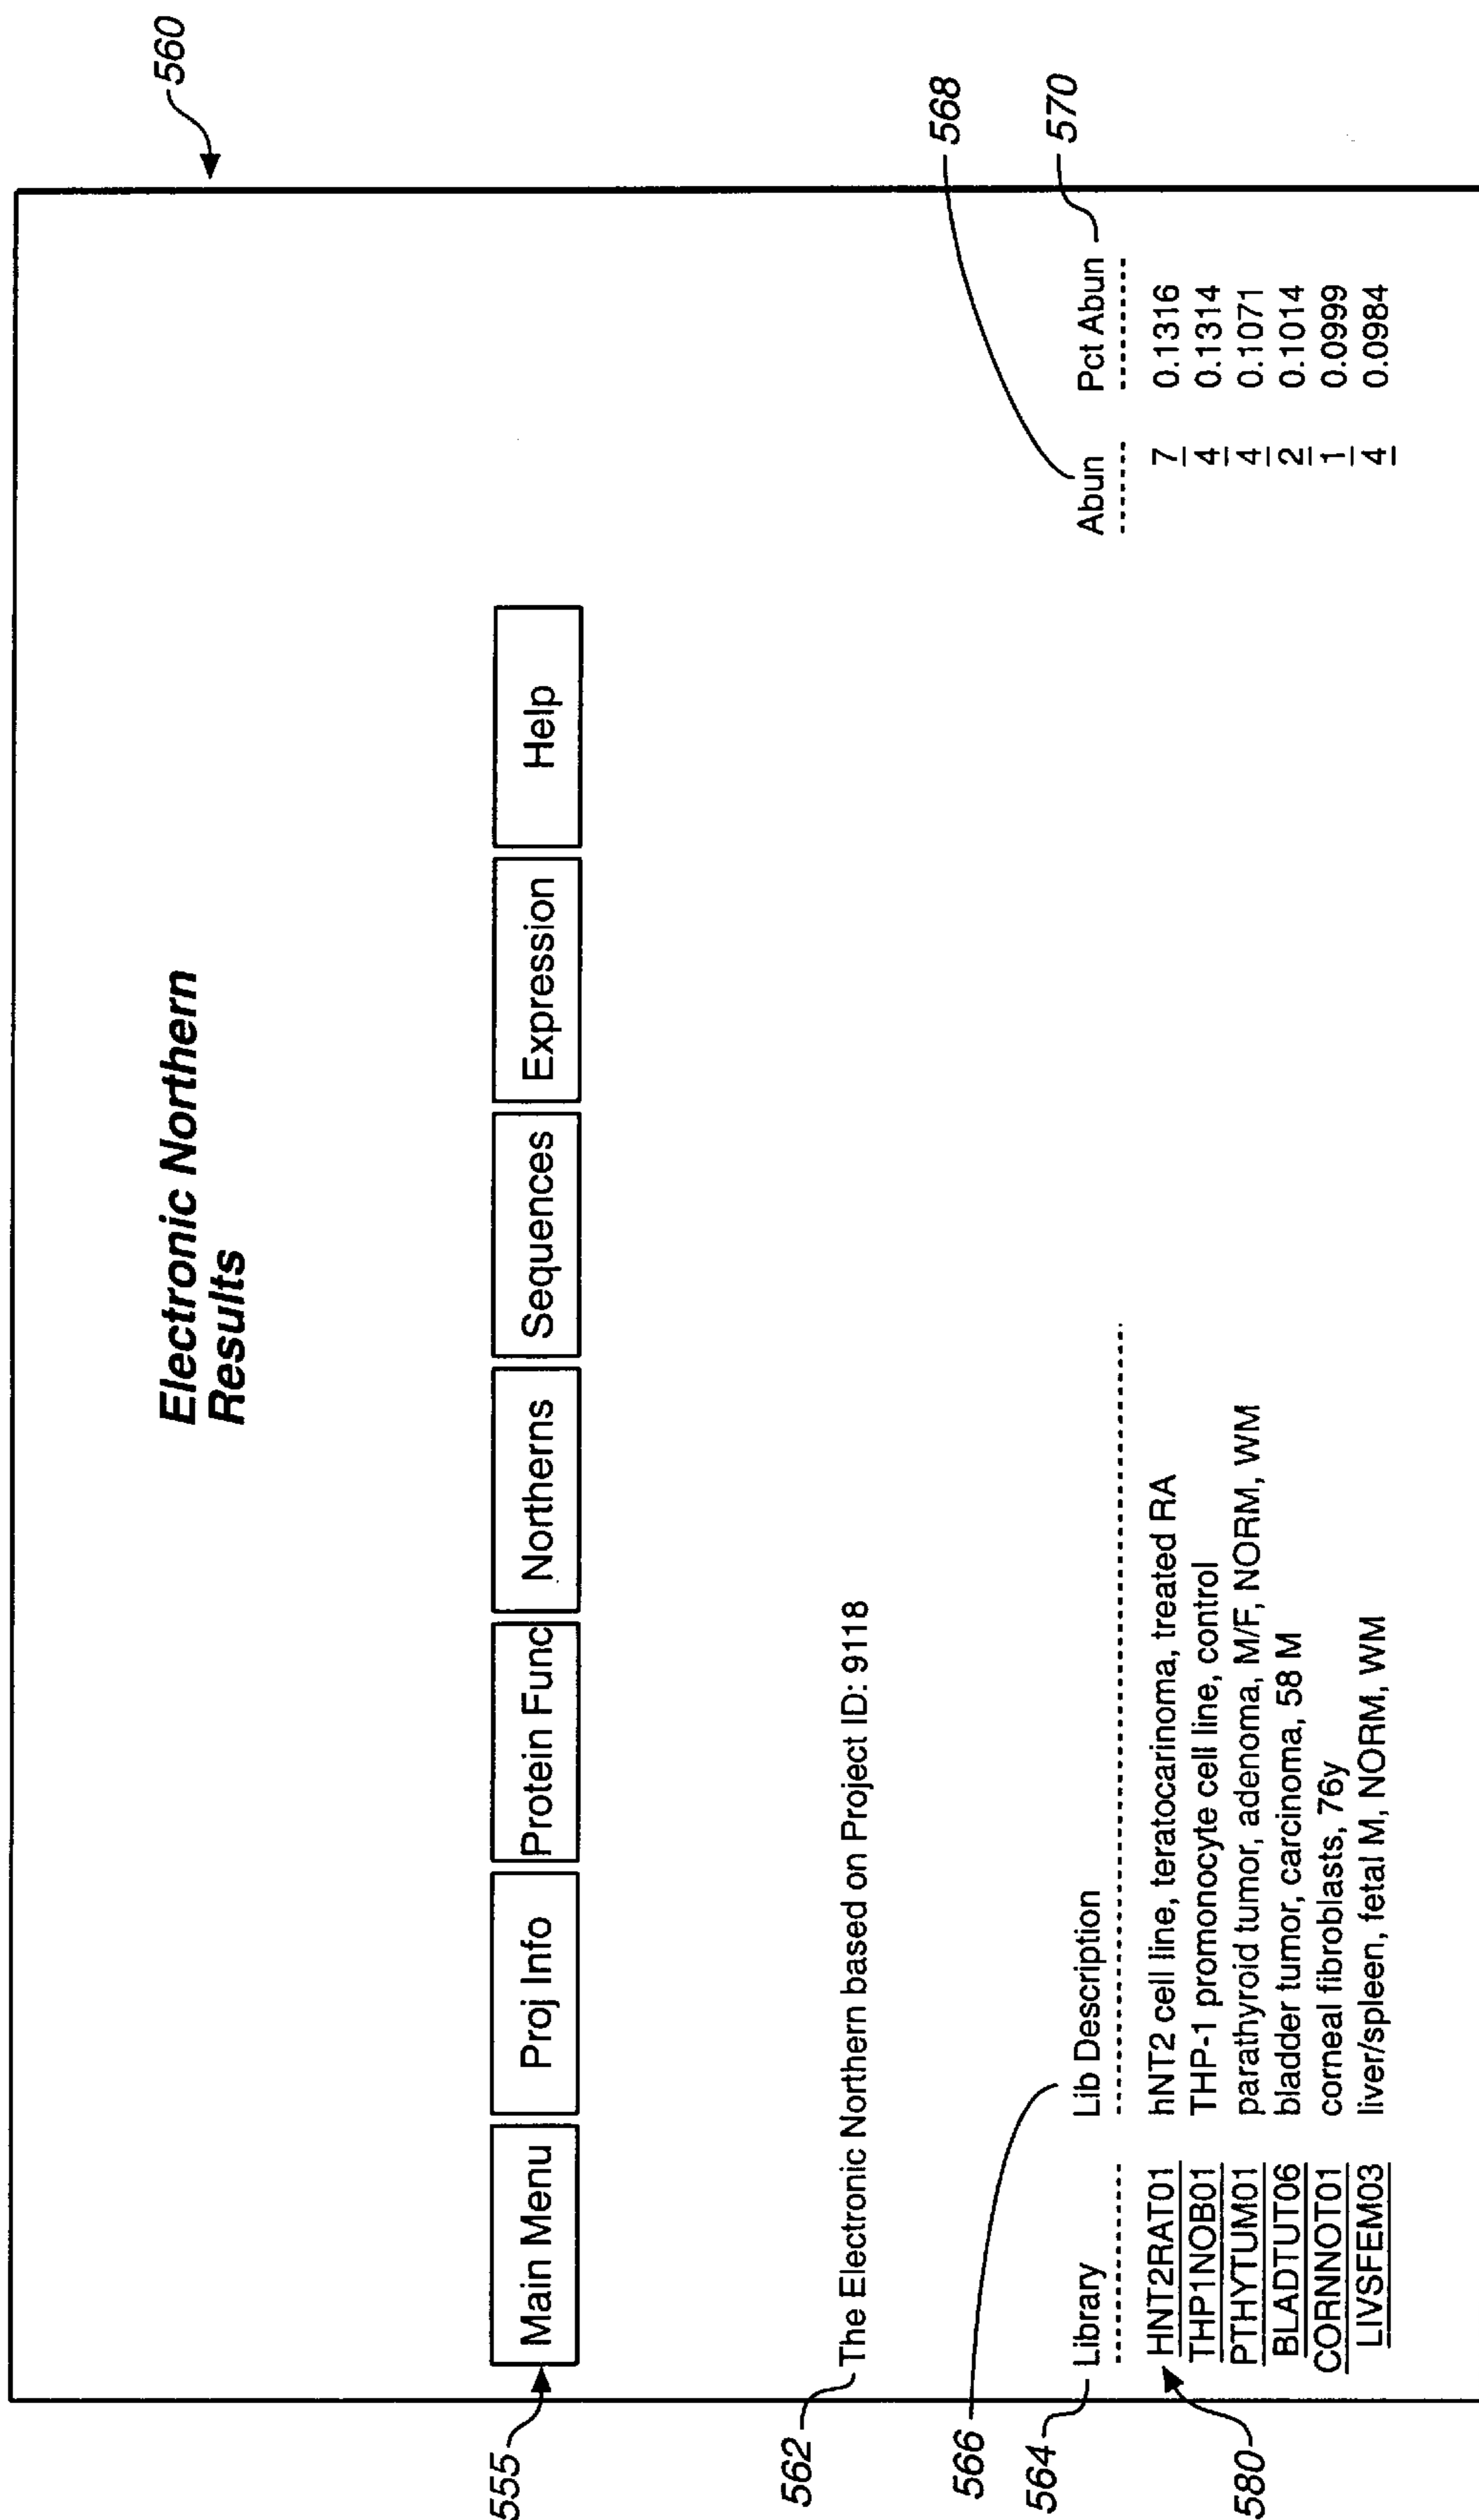 560
Electronic Northern
Results
555
Main Menu Proj Info Protein Func Northerns Sequences Expression Help
562
The Electronic Northern based on Project ID: 9118
566
568
564
570
Library Lib Description Abun Pct Abun
580
HNT2RAT01 hNT2 cell line, teratocarinoma, treated RA 7 0.1316
THP1NOB01 THP-1 promonocyte cell line, control 4 0.1314
PTHYTUM01 parathyroid tumor, adenoma, M/F, NORM, WM 4 0.1071
BLADTUT06 bladder tumor, carcinoma, 58 M 2 0.1014
CORNNOT01 corneal fibroblasts, 76y 1 0.0999
LIVSFEM03 liver/spleen, fetal M, NORM, WM 4 0.0984